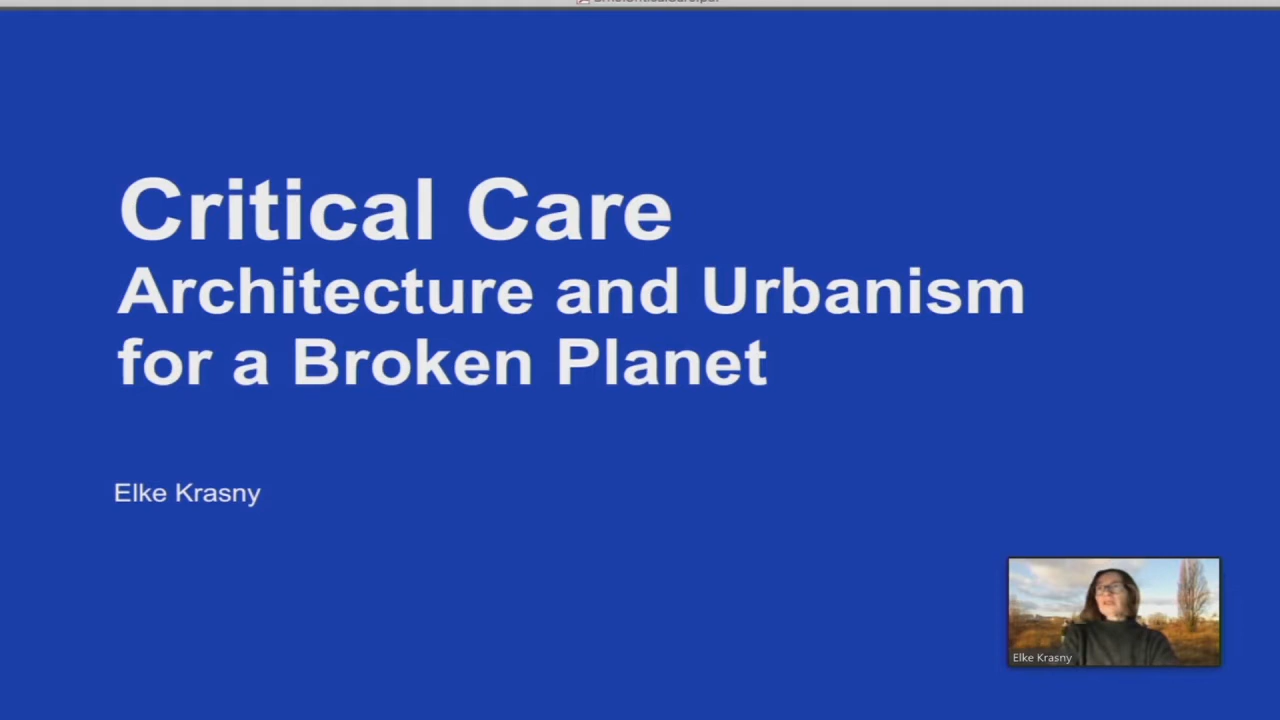 Critical Care
Architecture and Urbanism
for a Broken Planet
Elke Krasny
Elke Krasny